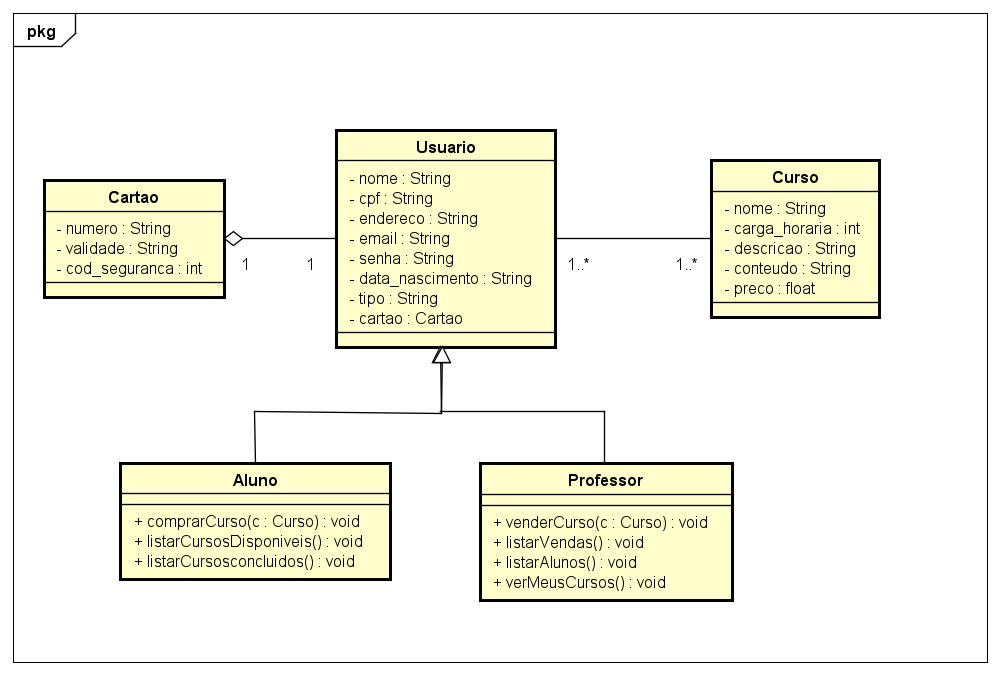 pkg
Usuario
- nome : String
- cpf : String
- endereco : String
- email : String
- senha : String
- data_nascimento : String
- tipo : String
- cartao : Cartao
Cartao
- numero : String
- validade : String
- cod_seguranca : int
1
1
1..*
1..*
Curso
- nome : String
- carga_horaria : int
- descricao : String
- conteudo : String
- preco : float
Aluno
+ comprarCurso(c : Curso) : void
+ listarCursosDisponiveis() : void
+ listarCursosconcluidos() : void
Professor
+ venderCurso(c : Curso) : void
+ listarVendas() : void
+ listarAlunos() : void
+ verMeusCursos() : void